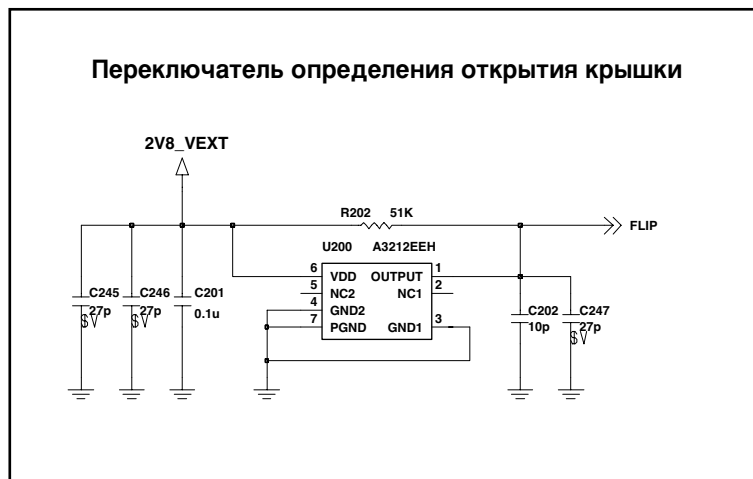 Переключатель определения открытия крышки
2V8_VEXT
R202 51K
FLIP
U200 A3212EEH
6 VDD OUTPUT 1
5 NC2 NC1 2
4 GND2
7 PGND GND1 3
C245
27p
$V
C246
27p
$V
C201
0.1u
C202
10p
C247
27p
$V